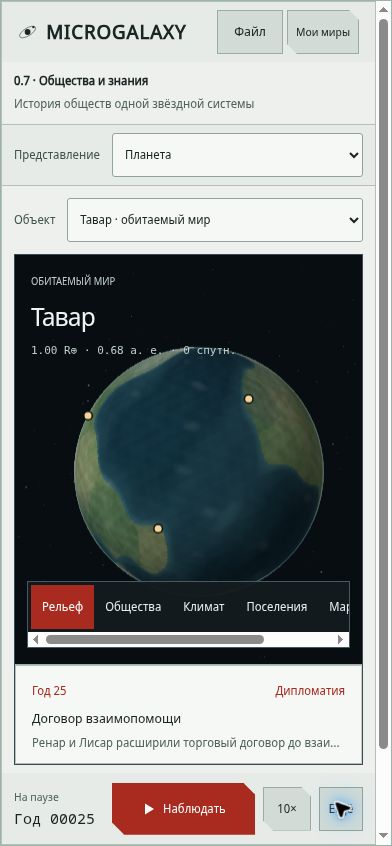 MICROGALAXY
Файл
Мои миры
0.7 · Общества и знания
История обществ одной звёздной системы
Представление
Планета
Объект
Тавар · обитаемый мир
ОБИТАЕМЫЙ МИР
Тавар
1.00 R⊕ · 0.68 а. е. · 0 спутн.
Рельеф
Общества
Климат
Поселения
Год 25
Дипломатия
Договор взаимопомощи
Ренар и Лисар расширили торговый договор до взаи…
На паузе
Год 00025
Наблюдать
10×